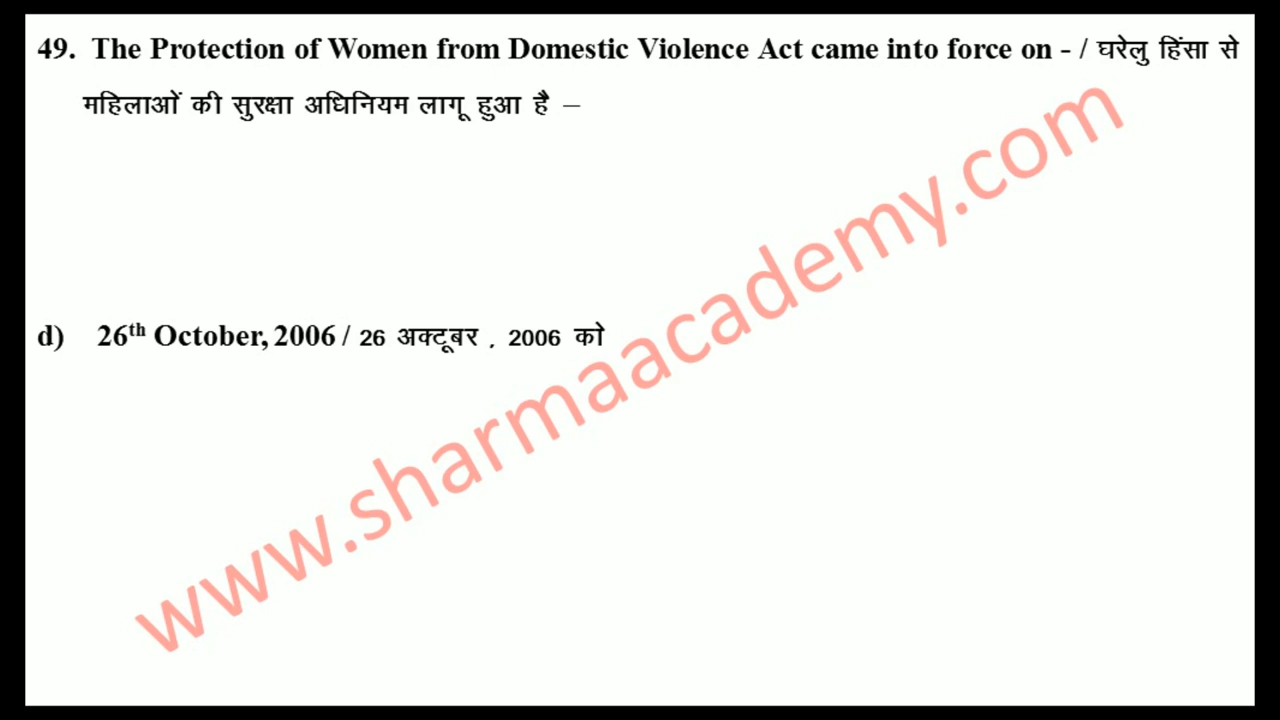 49. The Protection of Women from Domestic Violence Act came into force on - / घरेलु हिंसा से
महिलाओं की सुरक्षा अधिनियम लागू हुआ है –
d) 26th October, 2006 / 26 अक्टूबर , 2006 को
www.sharmaacademy.com